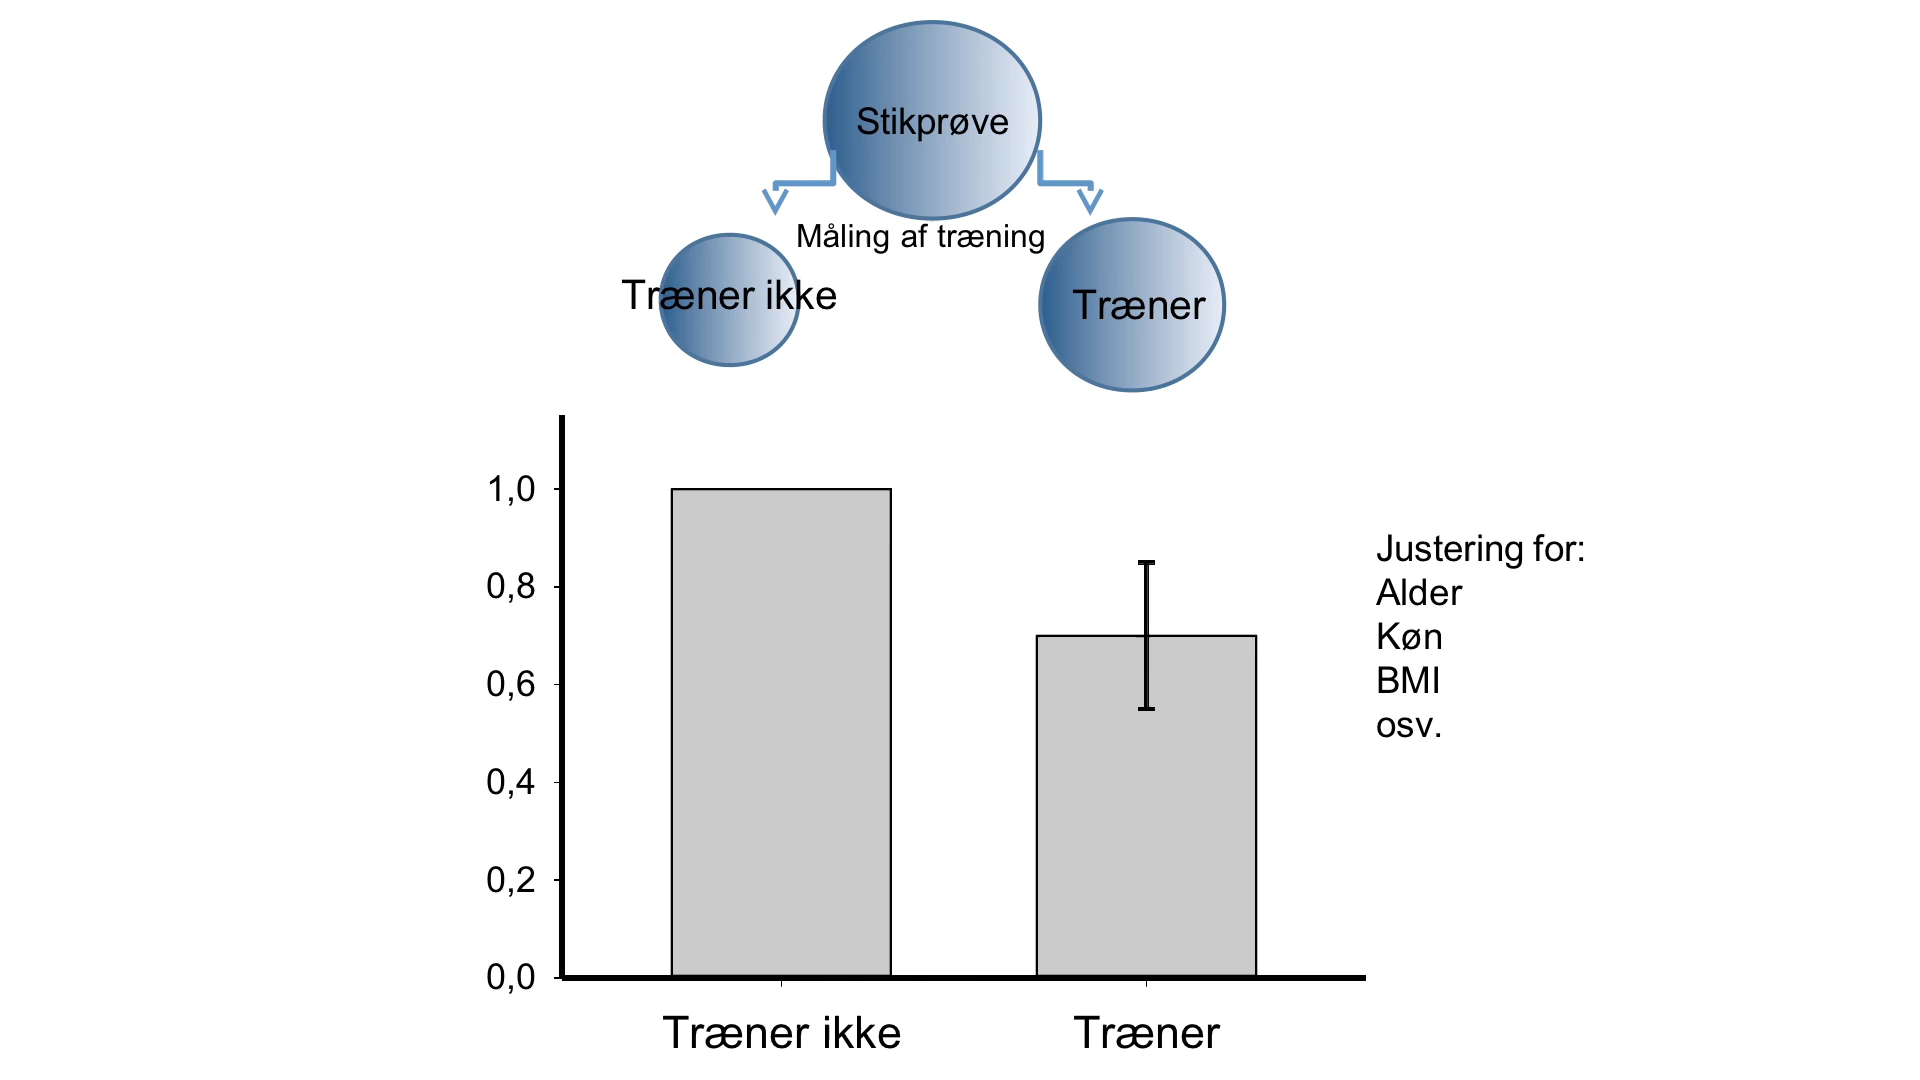 Stikprøve
Måling af træning
Træner ikke
Træner
1,0
0,8
0,6
0,4
0,2
0,0
Træner ikke
Træner
Justering for:
Alder
Køn
BMI
osv.